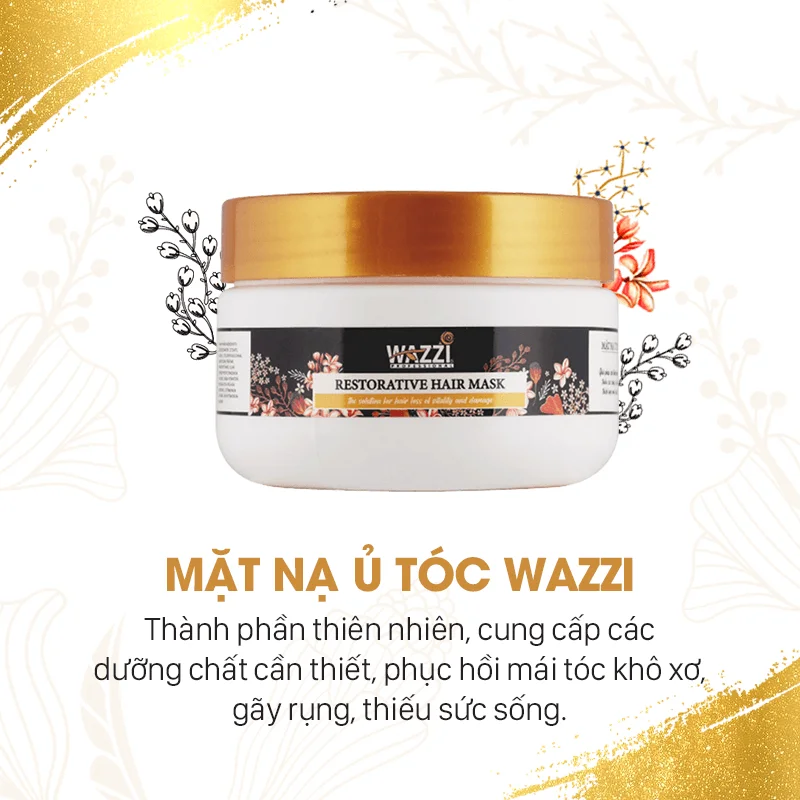 WAZZI
PROFESSIONAL
RESTORATIVE HAIR MASK
The solution for hair loss of vitality and damage
MẶT NẠ Ủ TÓC WAZZI
Thành phần thiên nhiên, cung cấp các
dưỡng chất cần thiết, phục hồi mái tóc khô xơ,
gãy rụng, thiếu sức sống.